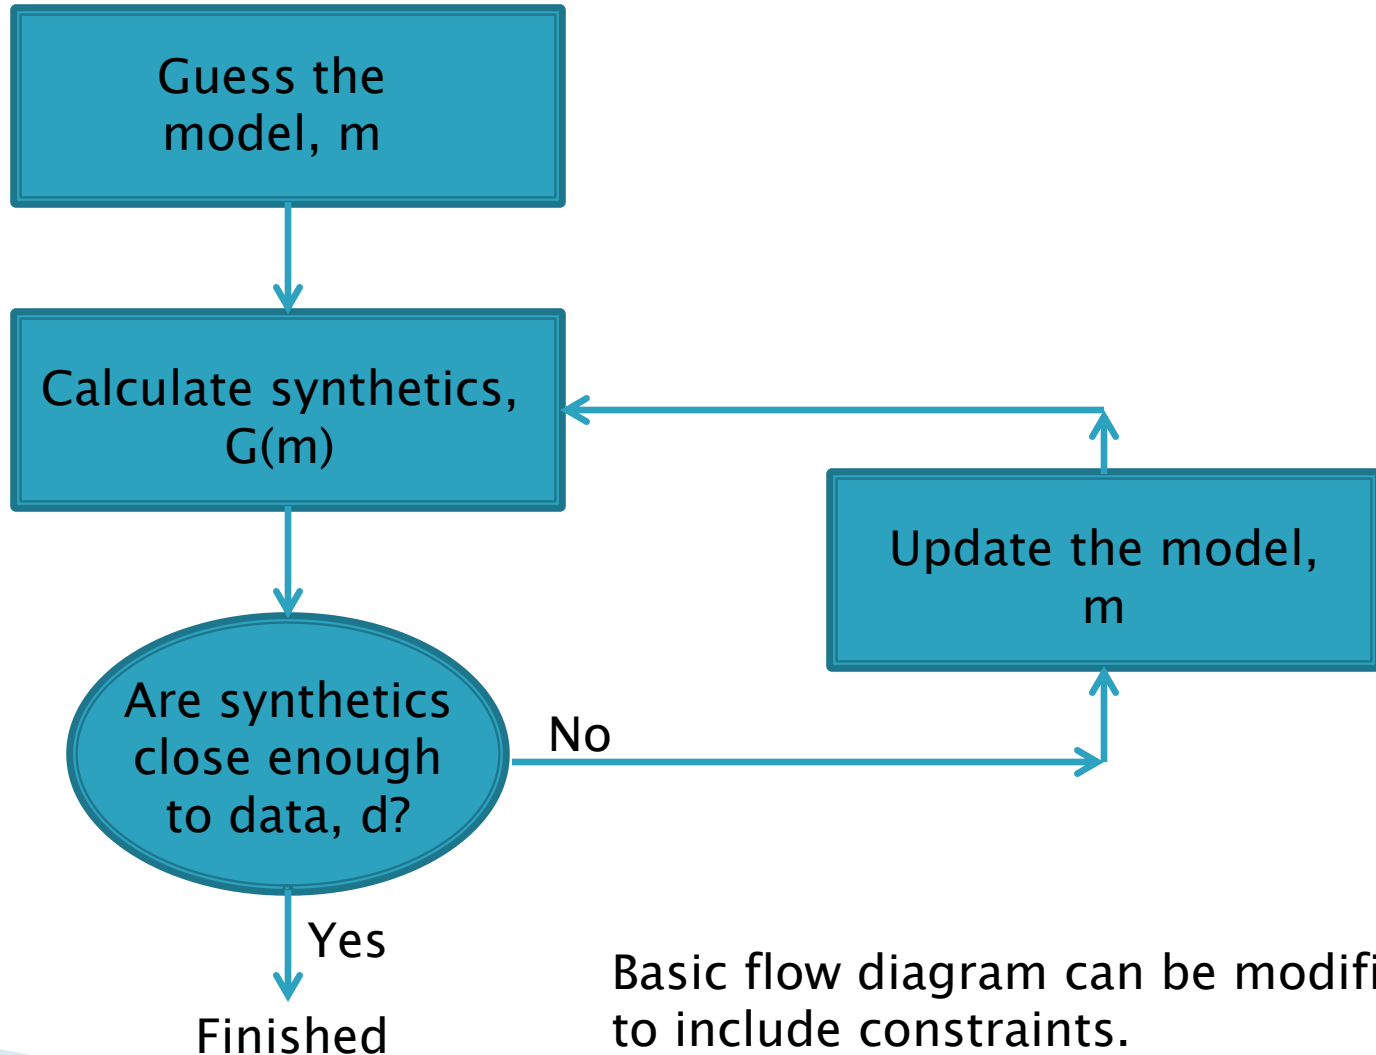 Guess the
model, m
Calculate synthetics,
G(m)
Update the model,
m
Are synthetics
close enough
to data, d?
No
Yes
Finished
Basic flow diagram can be modifi
to include constraints.